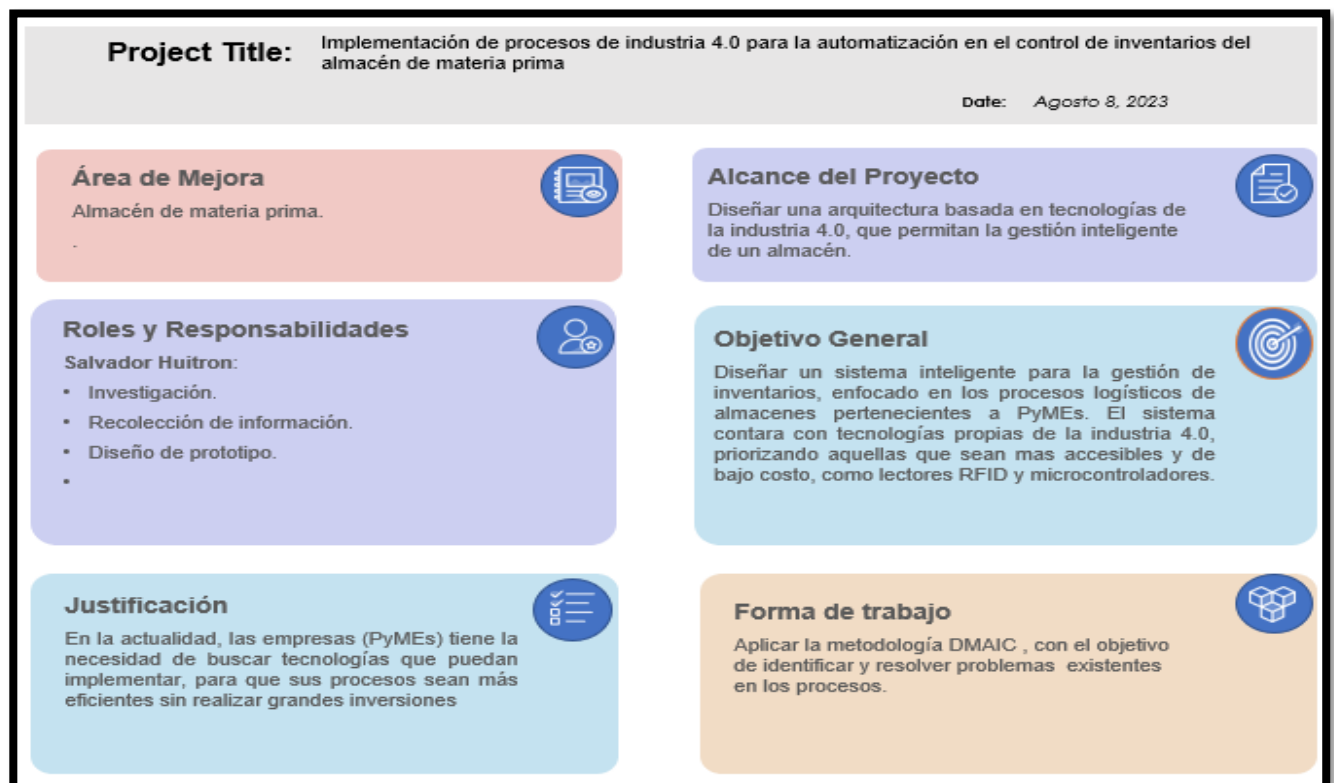 Project Title:
Implementación de procesos de industria 4.0 para la automatización en el control de inventarios del
almacén de materia prima
Date: Agosto 8, 2023
Área de Mejora
Almacén de materia prima.
.
Alcance del Proyecto
Diseñar una arquitectura basada en tecnologías de
la industria 4.0, que permitan la gestión inteligente
de un almacén.
Roles y Responsabilidades
Salvador Huitron:
• Investigación.
• Recolección de información.
• Diseño de prototipo.
•
Objetivo General
Diseñar un sistema inteligente para la gestión de
inventarios, enfocado en los procesos logísticos de
almacenes pertenecientes a PyMEs. El sistema
contara con tecnologías propias de la industria 4.0,
priorizando aquellas que sean mas accesibles y de
bajo costo, como lectores RFID y microcontroladores.
Justificación
En la actualidad, las empresas (PyMEs) tiene la
necesidad de buscar tecnologías que puedan
implementar, para que sus procesos sean más
eficientes sin realizar grandes inversiones
Forma de trabajo
Aplicar la metodología DMAIC , con el objetivo
de identificar y resolver problemas existentes
en los procesos.